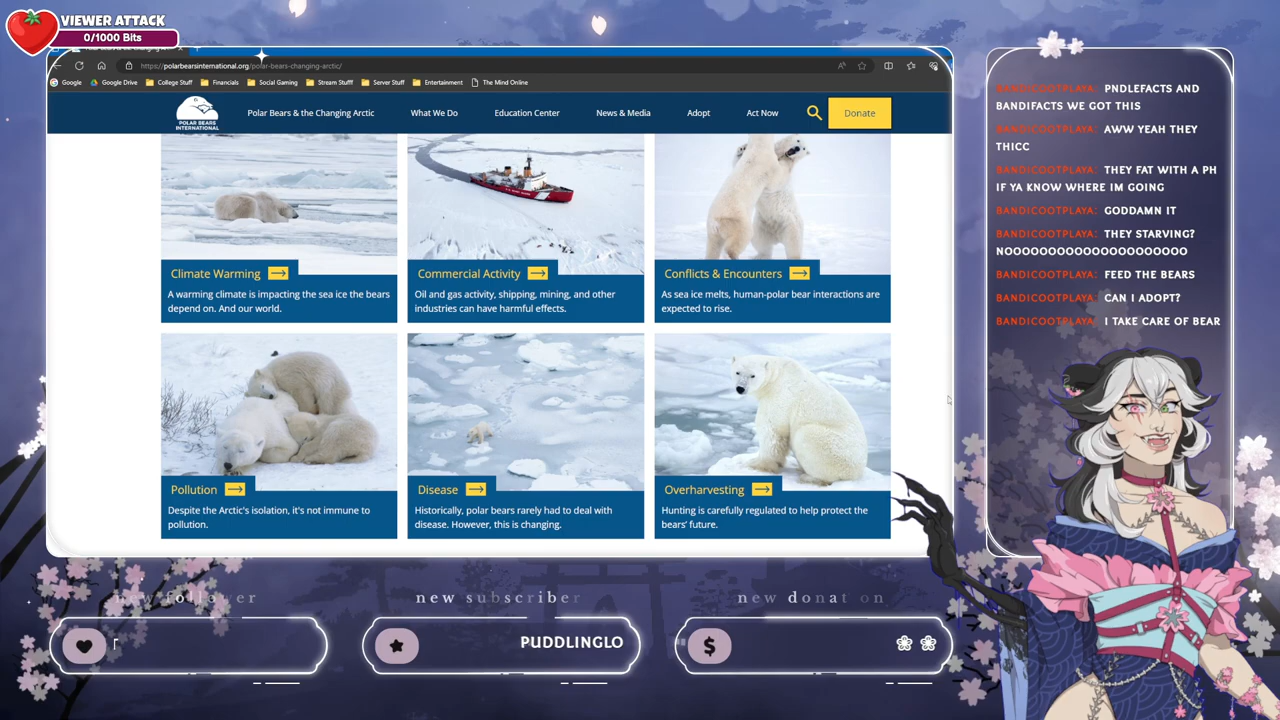 VIEWER ATTACK
0/1000 Bits
https://polarbearsinternational.org/polar-bears-changing-arctic/
Google
Google Drive
College Stuff
Financials
Social Gaming
Stream Stufff
Server Stuff
Entertainment
The Mind Online
POLAR BEARS
INTERNATIONAL
Polar Bears & the Changing Arctic
What We Do
Education Center
News & Media
Adopt
Act Now
Donate
Climate Warming
A warming climate is impacting the sea ice the bears
depend on. And our world.
Commercial Activity
Oil and gas activity, shipping, mining, and other
industries can have harmful effects.
Conflicts & Encounters
As sea ice melts, human-polar bear interactions are
expected to rise.
Pollution
Despite the Arctic's isolation, it's not immune to
pollution.
Disease
Historically, polar bears rarely had to deal with
disease. However, this is changing.
Overharvesting
Hunting is carefully regulated to help protect the
bears' future.
BANDICOOTPLAYA: PNDLEFACTS AND
BANDIFACTS WE GOT THIS
BANDICOOTPLAYA: AWW YEAH THEY
THICC
BANDICOOTPLAYA: THEY FAT WITH A PH
IF YA KNOW WHERE IM GOING
BANDICOOTPLAYA: GODDAMN IT
BANDICOOTPLAYA: THEY STARVING?
NOOOOOOOOOOOOOOOOOOOO
BANDICOOTPLAYA: FEED THE BEARS
BANDICOOTPLAYA: CAN I ADOPT?
BANDICOOTPLAYA: I TAKE CARE OF BEAR
new follower
new subscriber
new donat on
PUDDLINGLO